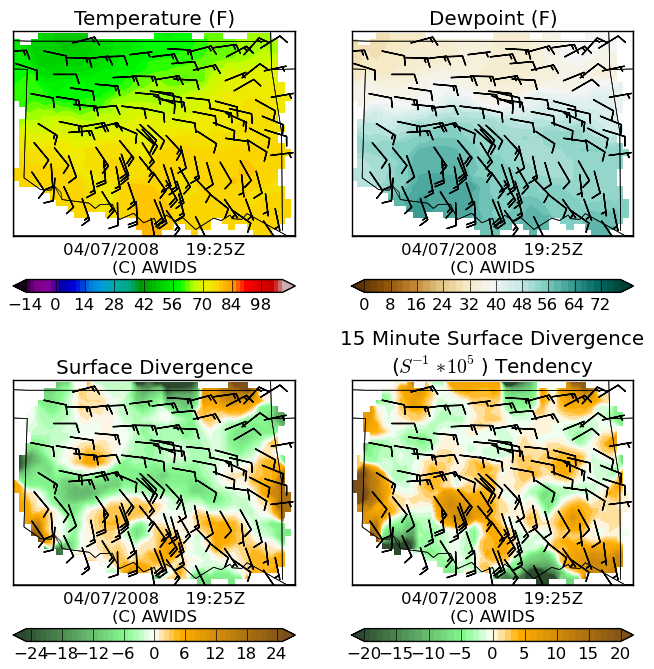 Temperature (F)
Dewpoint (F)
04/07/2008 19:25Z
(C) AWIDS
04/07/2008 19:25Z
(C) AWIDS
−14 0 14 28 42 56 70 84 98
0 8 16 24 32 40 48 56 64 72
Surface Divergence
15 Minute Surface Divergence
(S⁻¹ ∗10⁵ ) Tendency
04/07/2008 19:25Z
(C) AWIDS
04/07/2008 19:25Z
(C) AWIDS
−24 −18 −12 −6 0 6 12 18 24
−20 −15 −10 −5 0 5 10 15 20